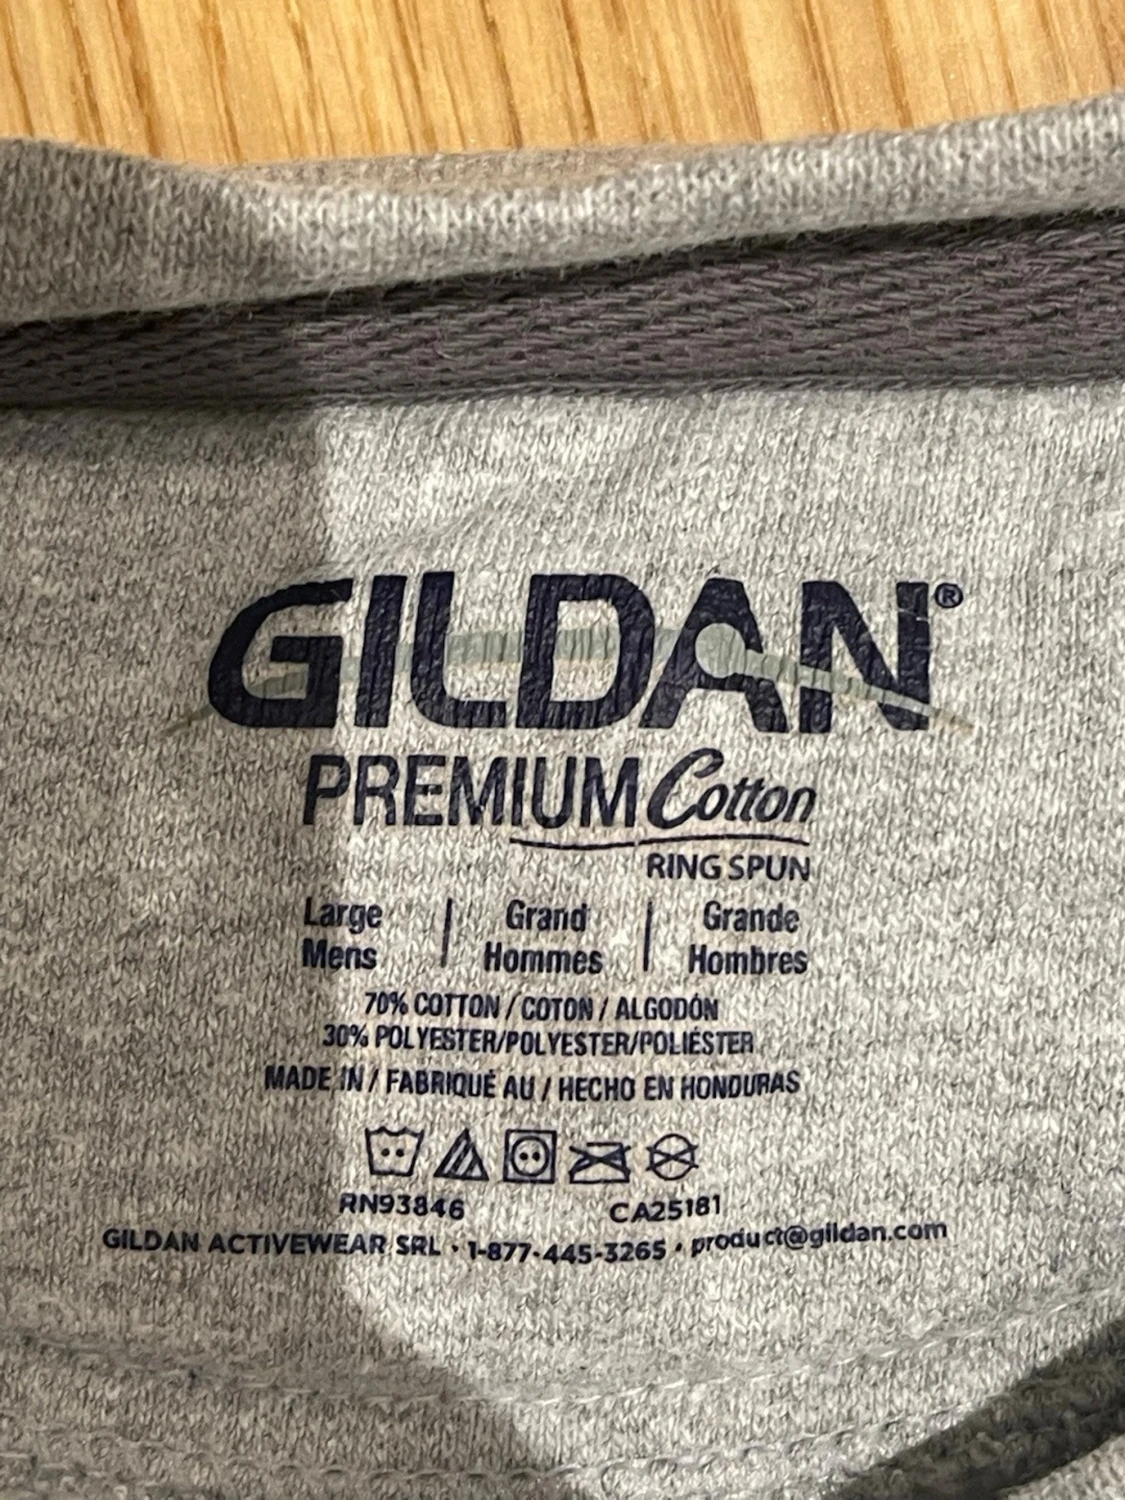 GILDAN®
PREMIUM Cotton
RING SPUN
Large | Grand | Grande
Mens | Hommes | Hombres
70% COTTON / COTON / ALGODÓN
30% POLYESTER/POLYESTER/POLIÉSTER
MADE IN / FABRIQUÉ AU / HECHO EN HONDURAS
RN93846 CA25181
GILDAN ACTIVEWEAR SRL · 1-877-445-3265 · product@gildan.com